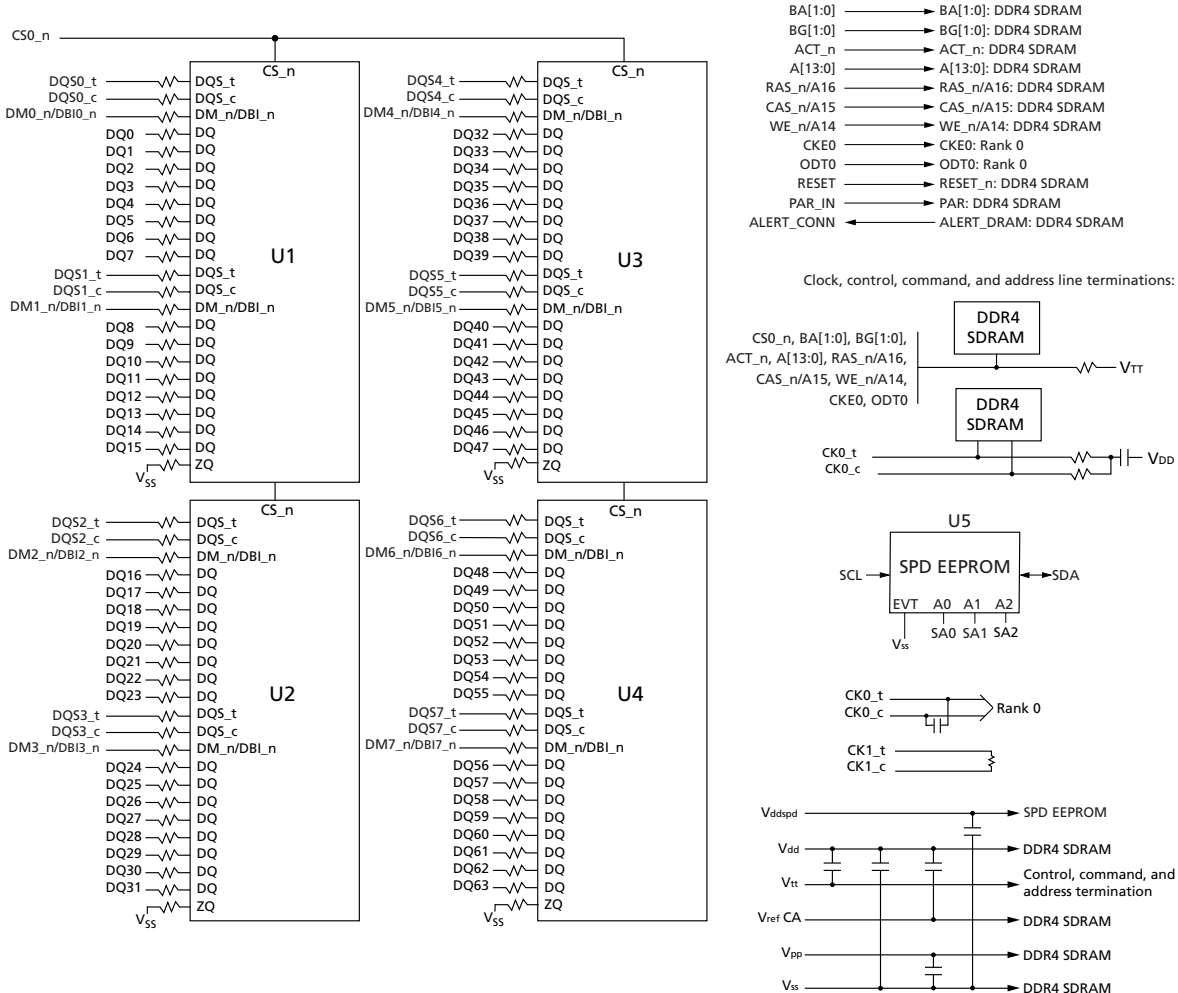 CS0_n
CS_n
DQS0_t DQS_t
DQS0_c DQS_c
DM0_n/DBI0_n DM_n/DBI_n
DQ0 DQ
DQ1 DQ
DQ2 DQ
DQ3 DQ
DQ4 DQ
DQ5 DQ
DQ6 DQ
DQ7 DQ
U1
DQS1_t DQS_t
DQS1_c DQS_c
DM1_n/DBI1_n DM_n/DBI_n
DQ8 DQ
DQ9 DQ
DQ10 DQ
DQ11 DQ
DQ12 DQ
DQ13 DQ
DQ14 DQ
DQ15 DQ
VSS ZQ
CS_n
DQS2_t DQS_t
DQS2_c DQS_c
DM2_n/DBI2_n DM_n/DBI_n
DQ16 DQ
DQ17 DQ
DQ18 DQ
DQ19 DQ
DQ20 DQ
DQ21 DQ
DQ22 DQ
DQ23 DQ
U2
DQS3_t DQS_t
DQS3_c DQS_c
DM3_n/DBI3_n DM_n/DBI_n
DQ24 DQ
DQ25 DQ
DQ26 DQ
DQ27 DQ
DQ28 DQ
DQ29 DQ
DQ30 DQ
DQ31 DQ
VSS ZQ
CS_n
DQS4_t DQS_t
DQS4_c DQS_c
DM4_n/DBI4_n DM_n/DBI_n
DQ32 DQ
DQ33 DQ
DQ34 DQ
DQ35 DQ
DQ36 DQ
DQ37 DQ
DQ38 DQ
DQ39 DQ
U3
DQS5_t DQS_t
DQS5_c DQS_c
DM5_n/DBI5_n DM_n/DBI_n
DQ40 DQ
DQ41 DQ
DQ42 DQ
DQ43 DQ
DQ44 DQ
DQ45 DQ
DQ46 DQ
DQ47 DQ
VSS ZQ
CS_n
DQS6_t DQS_t
DQS6_c DQS_c
DM6_n/DBI6_n DM_n/DBI_n
DQ48 DQ
DQ49 DQ
DQ50 DQ
DQ51 DQ
DQ52 DQ
DQ53 DQ
DQ54 DQ
DQ55 DQ
U4
DQS7_t DQS_t
DQS7_c DQS_c
DM7_n/DBI7_n DM_n/DBI_n
DQ56 DQ
DQ57 DQ
DQ58 DQ
DQ59 DQ
DQ60 DQ
DQ61 DQ
DQ62 DQ
DQ63 DQ
VSS ZQ
BA[1:0] BA[1:0]: DDR4 SDRAM
BG[1:0] BG[1:0]: DDR4 SDRAM
ACT_n ACT_n: DDR4 SDRAM
A[13:0] A[13:0]: DDR4 SDRAM
RAS_n/A16 RAS_n/A16: DDR4 SDRAM
CAS_n/A15 CAS_n/A15: DDR4 SDRAM
WE_n/A14 WE_n/A14: DDR4 SDRAM
CKE0 CKE0: Rank 0
ODT0 ODT0: Rank 0
RESET RESET_n: DDR4 SDRAM
PAR_IN PAR: DDR4 SDRAM
ALERT_CONN ALERT_DRAM: DDR4 SDRAM
Clock, control, command, and address line terminations:
DDR4
SDRAM
CS0_n, BA[1:0], BG[1:0],
ACT_n, A[13:0], RAS_n/A16,
CAS_n/A15, WE_n/A14,
CKE0, ODT0
VTT
DDR4
SDRAM
CK0_t
CK0_c
VDD
U5
SPD EEPROM
SCL
SDA
EVT A0 A1 A2
Vss SA0 SA1 SA2
CK0_t
CK0_c
Rank 0
CK1_t
CK1_c
Vddspd SPD EEPROM
Vdd DDR4 SDRAM
Vtt Control, command, and
address termination
Vref CA DDR4 SDRAM
Vpp DDR4 SDRAM
Vss DDR4 SDRAM